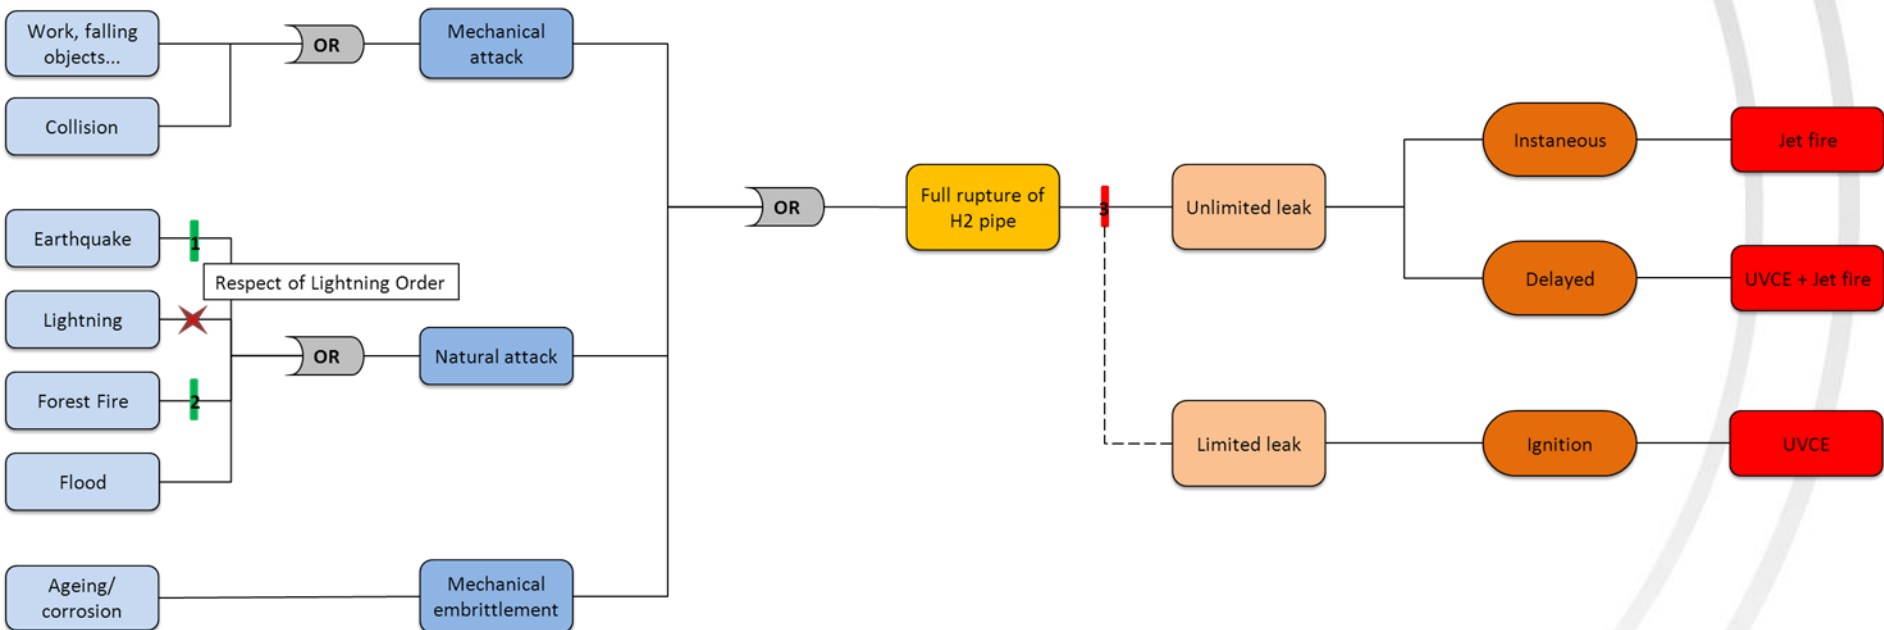 Work, falling
objects...
OR
Mechanical
attack
Collision
Instaneous
Jet fire
Full rupture of
H2 pipe
3
Unlimited leak
OR
Earthquake
1
Respect of Lightning Order
Delayed
UVCE + Jet fire
Lightning
OR
Natural attack
Forest Fire
2
Limited leak
Ignition
UVCE
Flood
Ageing/
corrosion
Mechanical
embrittlement